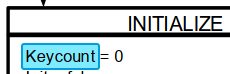 INITIALIZE
Keycount = 0